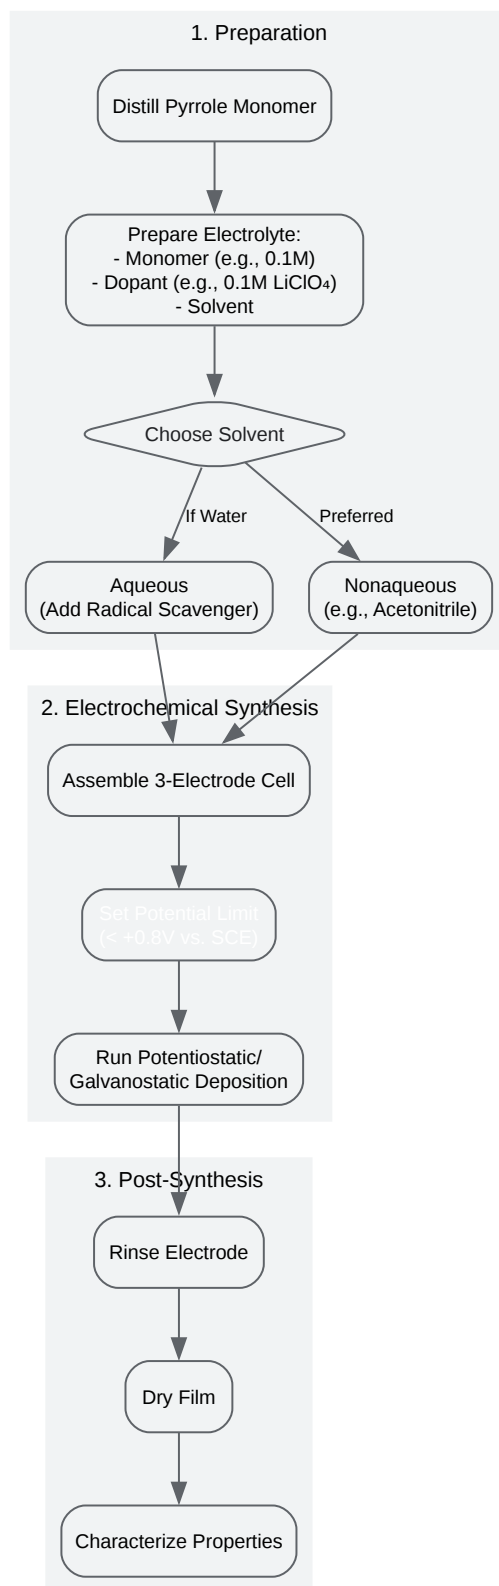 1. Preparation
Distill Pyrrole Monomer
Prepare Electrolyte:
- Monomer (e.g., 0.1M)
- Dopant (e.g., 0.1M LiClO₄)
- Solvent
Choose Solvent
If Water
Preferred
Aqueous
(Add Radical Scavenger)
Nonaqueous
(e.g., Acetonitrile)
2. Electrochemical Synthesis
Assemble 3-Electrode Cell
Set Potential Limit
(< +0.8V vs. SCE)
Run Potentiostatic/
Galvanostatic Deposition
3. Post-Synthesis
Rinse Electrode
Dry Film
Characterize Properties